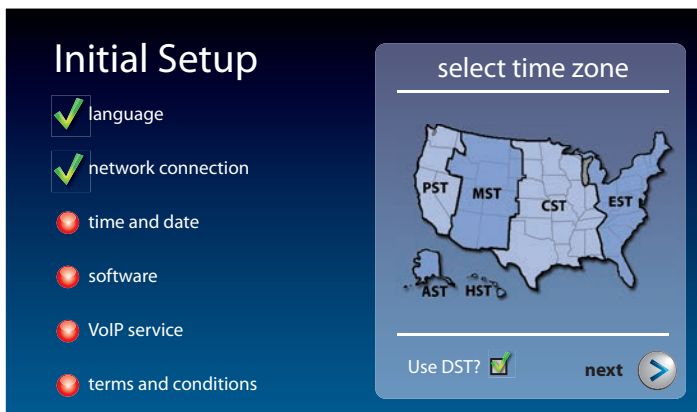 Initial Setup
language
network connection
time and date
software
VoIP service
terms and conditions
select time zone
PST
MST
CST
EST
AST
HST
Use DST?
next